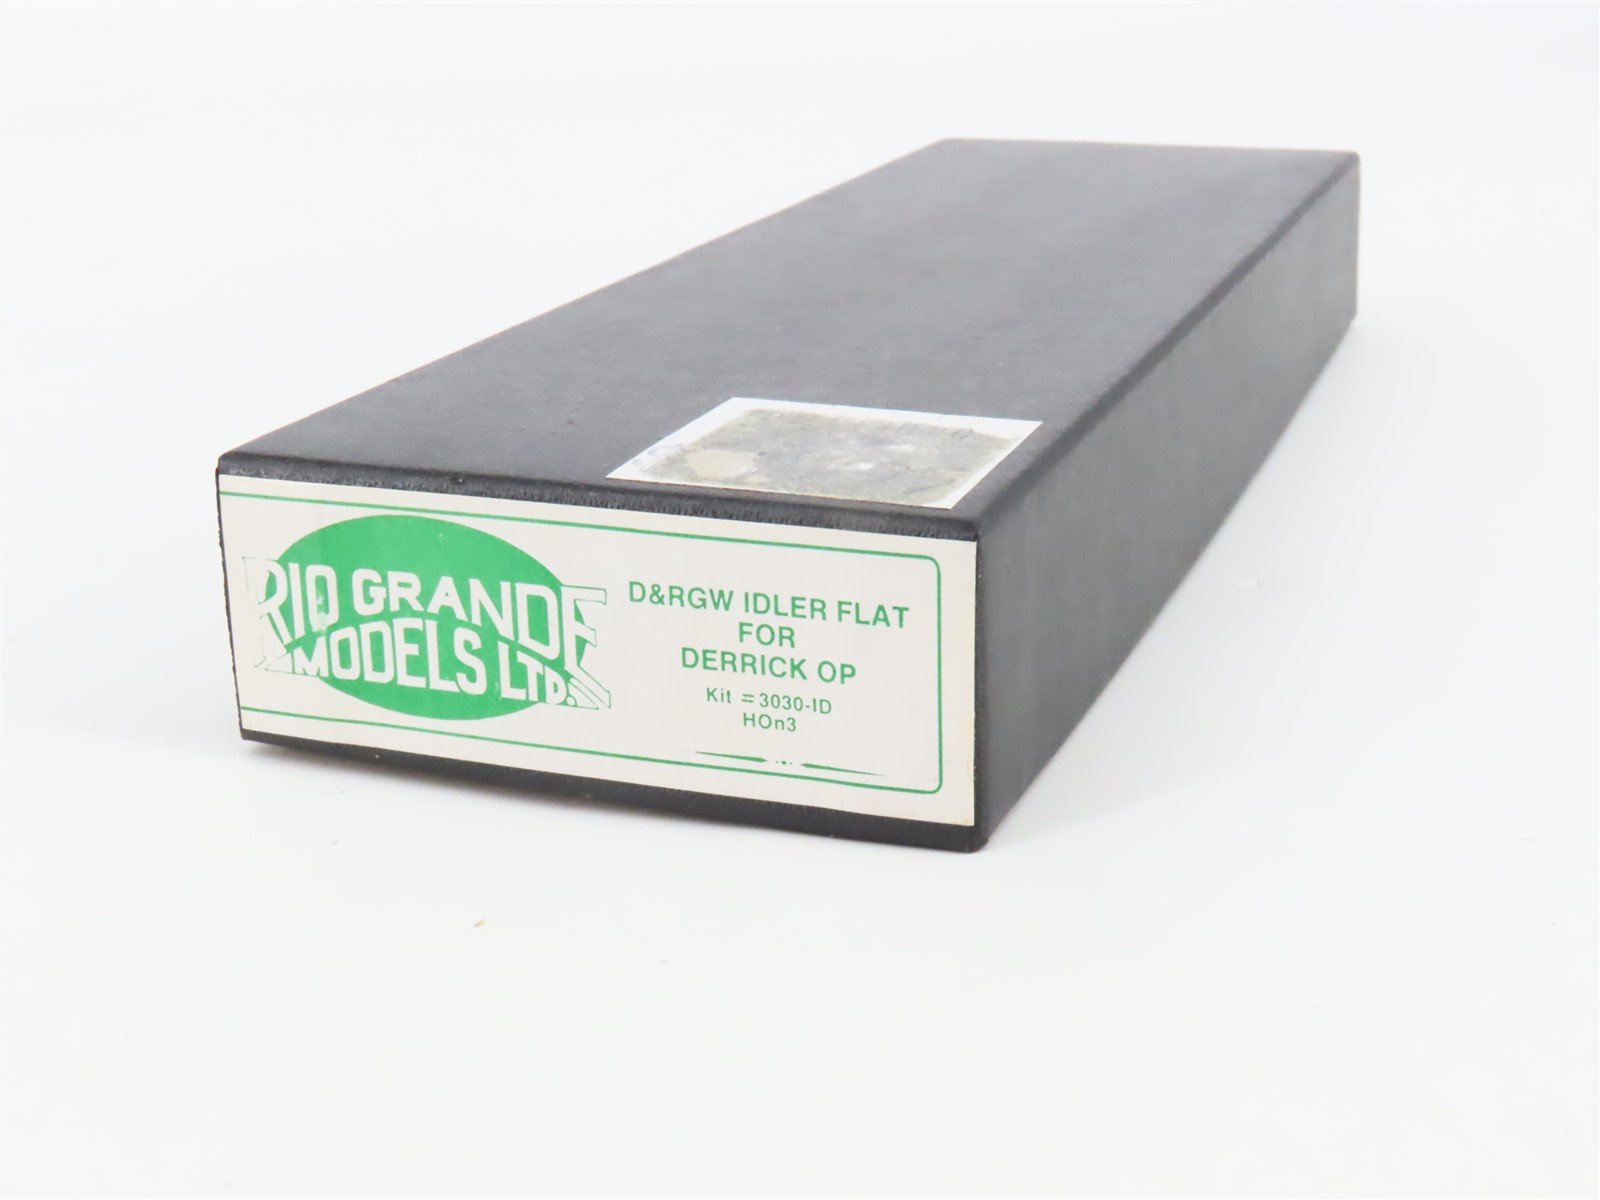 RIO GRANDE
MODELS LTD.
D&RGW IDLER FLAT
FOR
DERRICK OP
Kit =3030-ID
HOn3